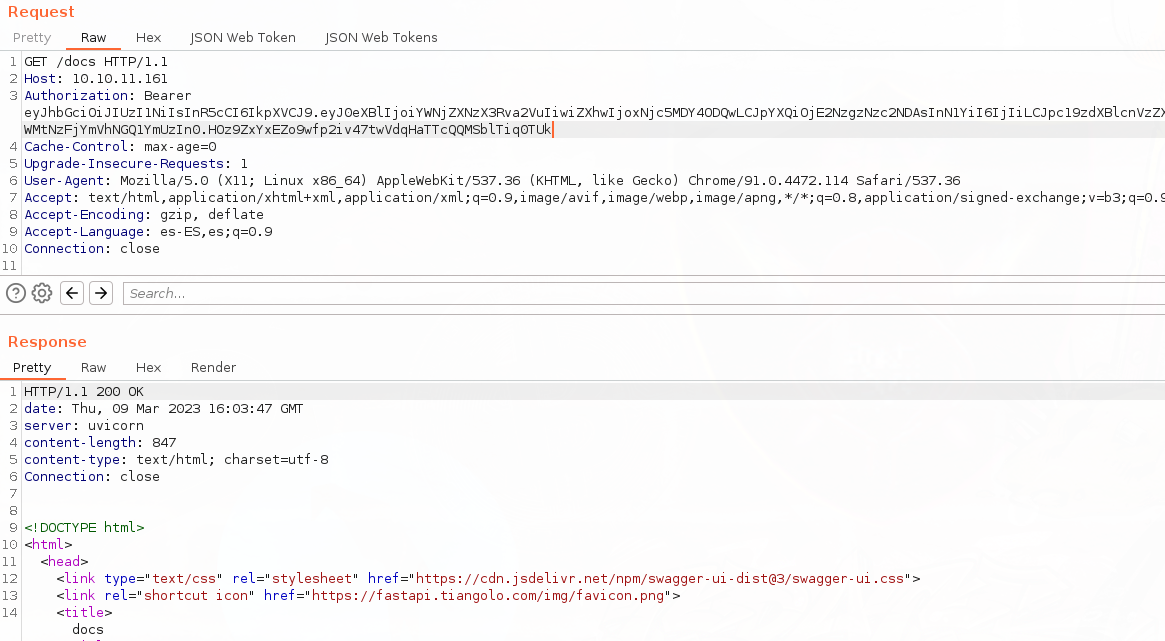 Request
Pretty Raw Hex JSON Web Token JSON Web Tokens
1 GET /docs HTTP/1.1
2 Host: 10.10.11.161
3 Authorization: Bearer
eyJhbGciOiJIUzI1NiIsInR5cCI6IkpXVCJ9.eyJ0eXBlIjoiYWNjZXNzX3Rva2VuIiwiZXhwIjoxNjc5MDY4ODQwLCJpYXQiOjE2NzgzNzc2NDAsInN1YiI6IjIiLCJpc19zdXBlcnVzZX
WMtNzFjYmVhNGQ1YmUzIn0.HOz9ZxYxEZo9wfp2iv47twVdqHaTTcQQMSblTiqOTUk
4 Cache-Control: max-age=0
5 Upgrade-Insecure-Requests: 1
6 User-Agent: Mozilla/5.0 (X11; Linux x86_64) AppleWebKit/537.36 (KHTML, like Gecko) Chrome/91.0.4472.114 Safari/537.36
7 Accept: text/html,application/xhtml+xml,application/xml;q=0.9,image/avif,image/webp,image/apng,*/*;q=0.8,application/signed-exchange;v=b3;q=0.9
8 Accept-Encoding: gzip, deflate
9 Accept-Language: es-ES,es;q=0.9
10 Connection: close
11
Search...
Response
Pretty Raw Hex Render
1 HTTP/1.1 200 OK
2 date: Thu, 09 Mar 2023 16:03:47 GMT
3 server: uvicorn
4 content-length: 847
5 content-type: text/html; charset=utf-8
6 Connection: close
7
8
9 <!DOCTYPE html>
10 <html>
11 <head>
12 <link type="text/css" rel="stylesheet" href="https://cdn.jsdelivr.net/npm/swagger-ui-dist@3/swagger-ui.css">
13 <link rel="shortcut icon" href="https://fastapi.tiangolo.com/img/favicon.png">
14 <title>
docs